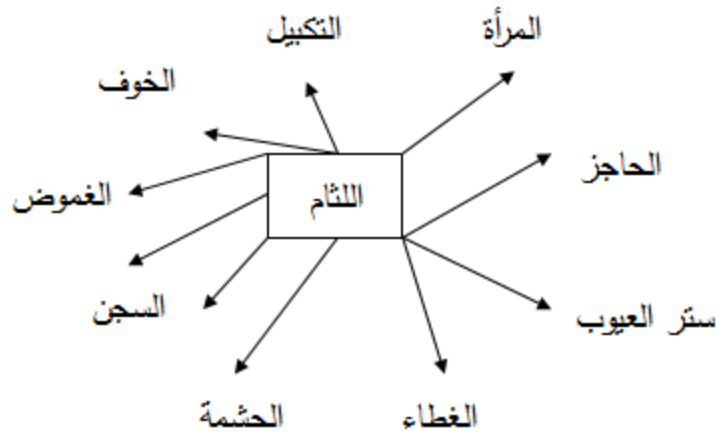 المرأة
التكبيل
الخوف
الحاجز
الغموض
اللثام
السجن
ستر العيوب
الغطاء
الحشمة